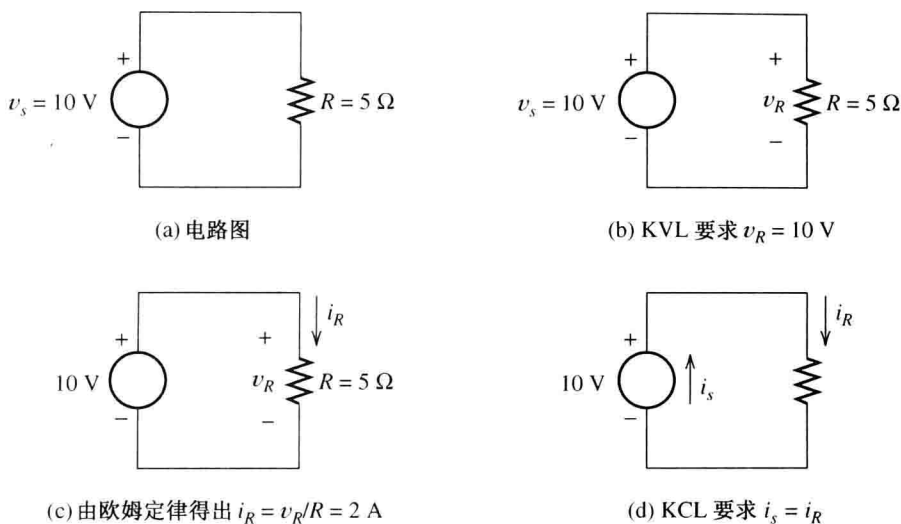 +
v_s = 10 V
R = 5 Ω
−
(a) 电路图
+
+
v_s = 10 V
v_R
R = 5 Ω
−
−
(b) KVL 要求 v_R = 10 V
i_R
+
+
10 V
v_R
R = 5 Ω
−
−
(c) 由欧姆定律得出 i_R = v_R/R = 2 A
i_R
+
10 V
i_s
−
(d) KCL 要求 i_s = i_R